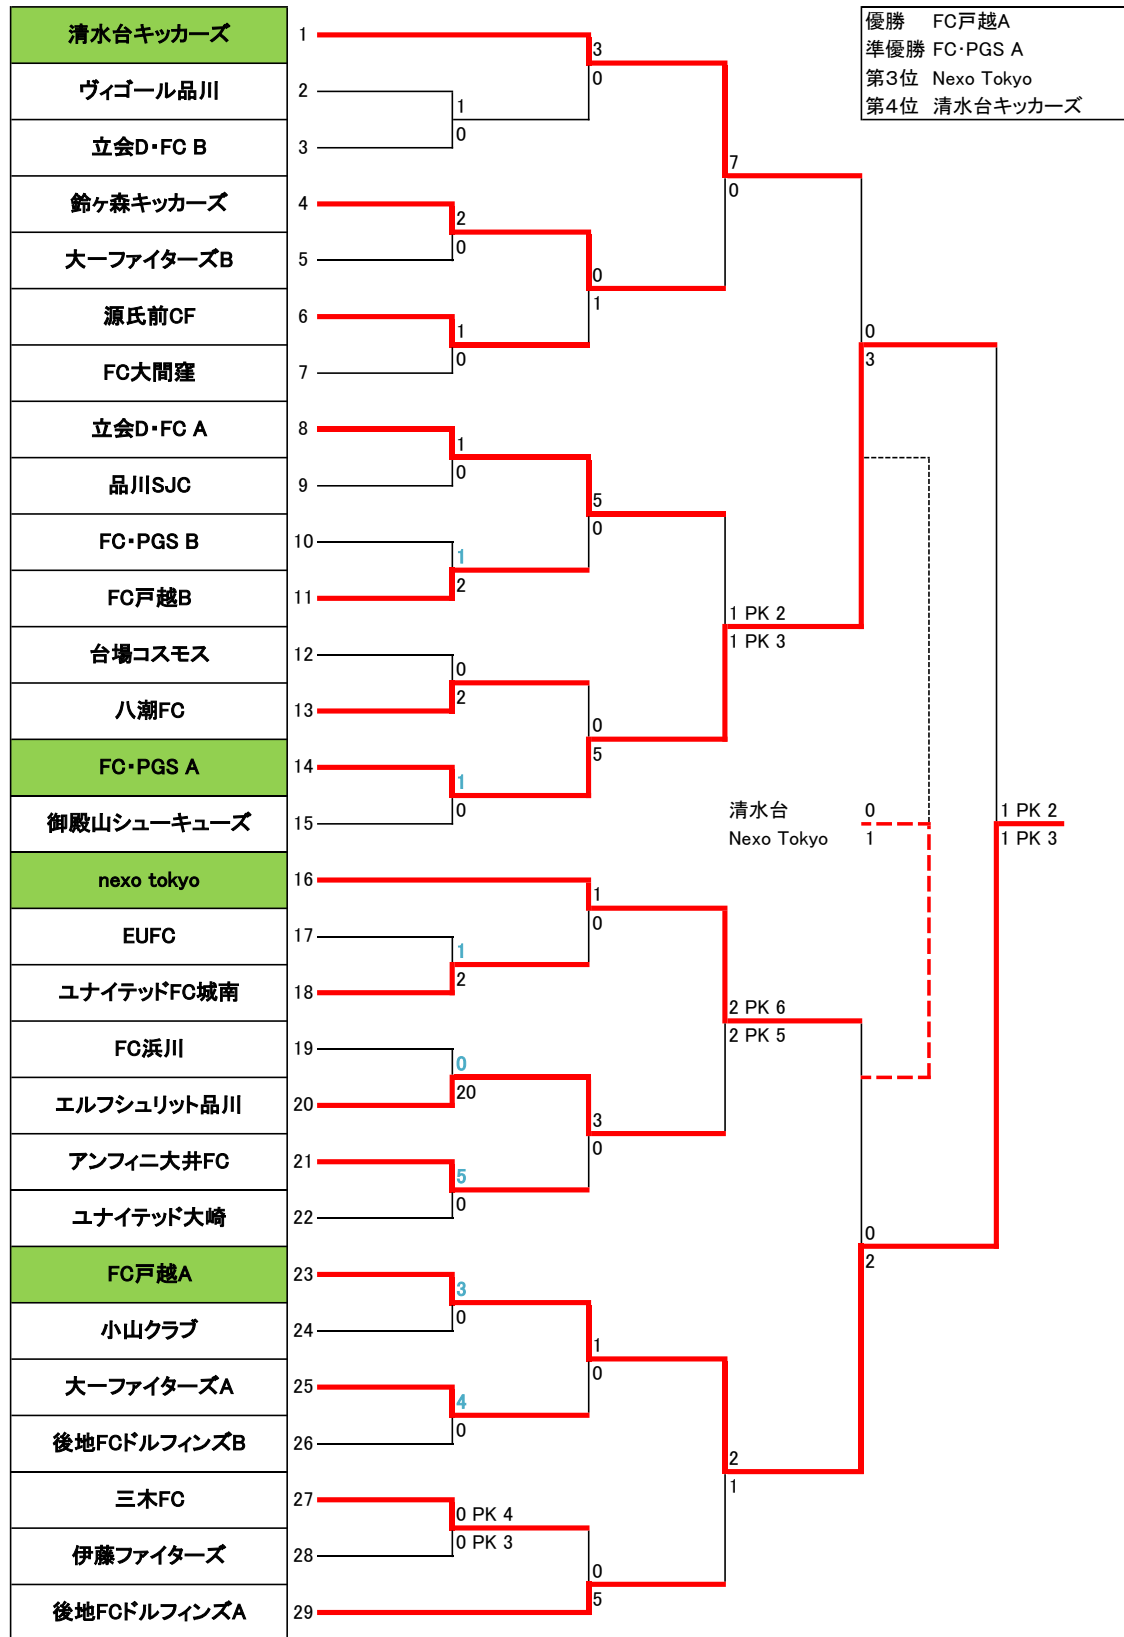 優勝 FC戸越A
準優勝 FC・PGS A
第3位 Nexo Tokyo
第4位 清水台キッカーズ
清水台キッカーズ 1
3
0
ヴィゴール品川 2
1
0
立会D・FC B 3
7
0
鈴ヶ森キッカーズ 4
2
0
大一ファイターズB 5
0
1
源氏前CF 6
1
0
FC大間窪 7
0
3
立会D・FC A 8
1
0
品川SJC 9
5
0
FC・PGS B 10
1
2
FC戸越B 11
1 PK 2
1 PK 3
台場コスモス 12
0
2
八潮FC 13
0
5
FC・PGS A 14
1
0
御殿山シューキューズ 15
清水台 0
Nexo Tokyo 1
1 PK 2
1 PK 3
nexo tokyo 16
1
0
EUFC 17
1
2
ユナイテッドFC城南 18
2 PK 6
2 PK 5
FC浜川 19
0
20
エルフシュリット品川 20
3
0
アンフィニ大井FC 21
5
0
ユナイテッド大崎 22
0
2
FC戸越A 23
3
0
小山クラブ 24
1
0
大一ファイターズA 25
4
0
後地FCドルフィンズB 26
2
1
三木FC 27
0 PK 4
0 PK 3
伊藤ファイターズ 28
0
5
後地FCドルフィンズA 29